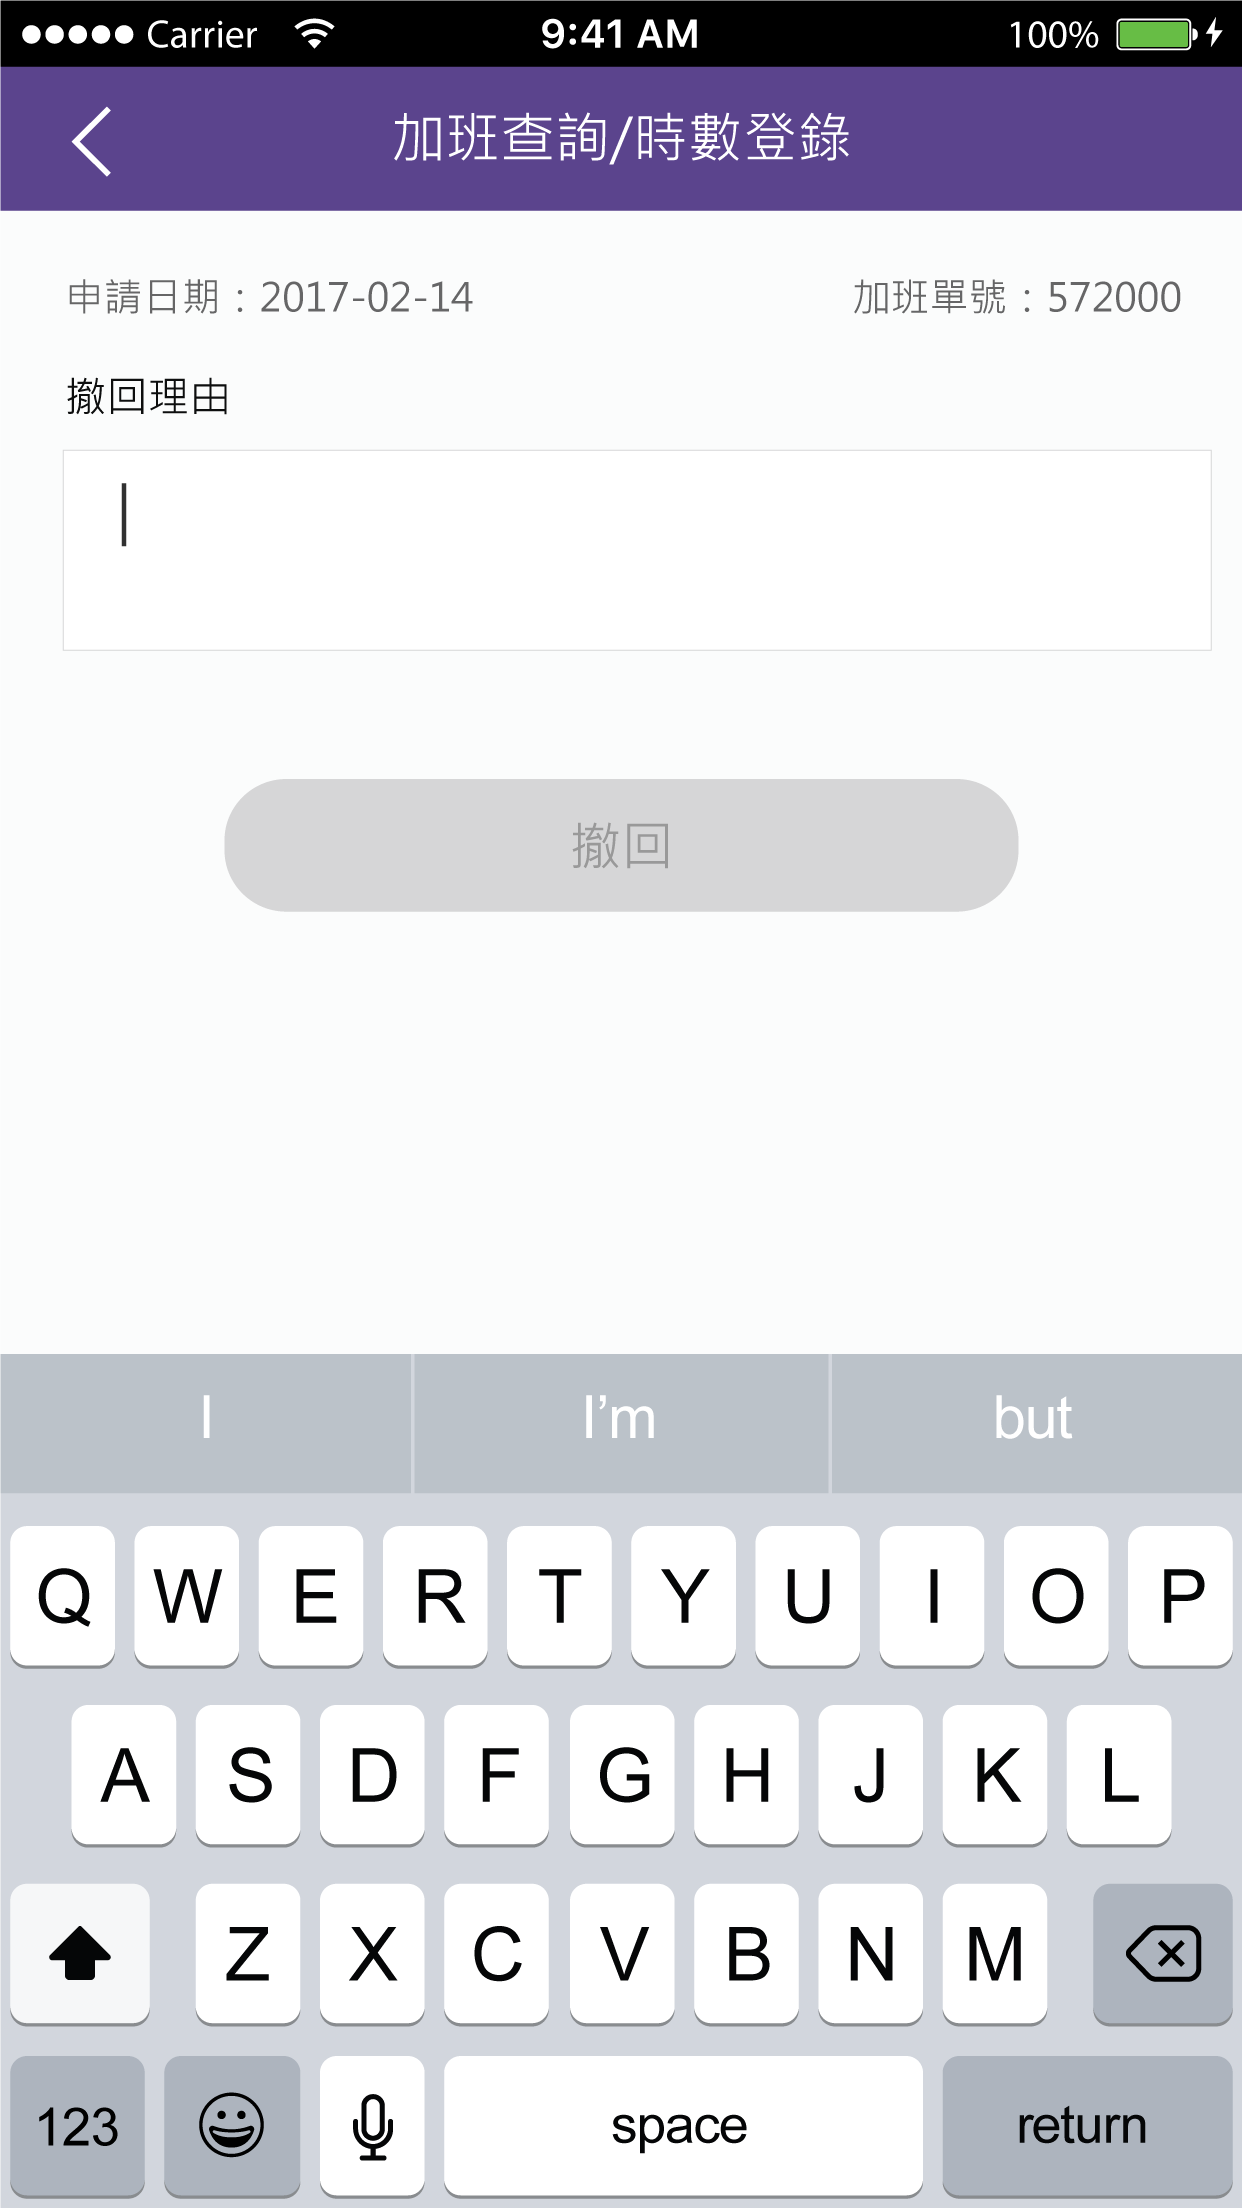 Carrier 9:41 AM 100%
加班查詢/時數登錄
申請日期：2017-02-14 加班單號：572000
撤回理由
撤回
I I'm but
Q W E R T Y U I O P
A S D F G H J K L
Z X C V B N M
123 space return